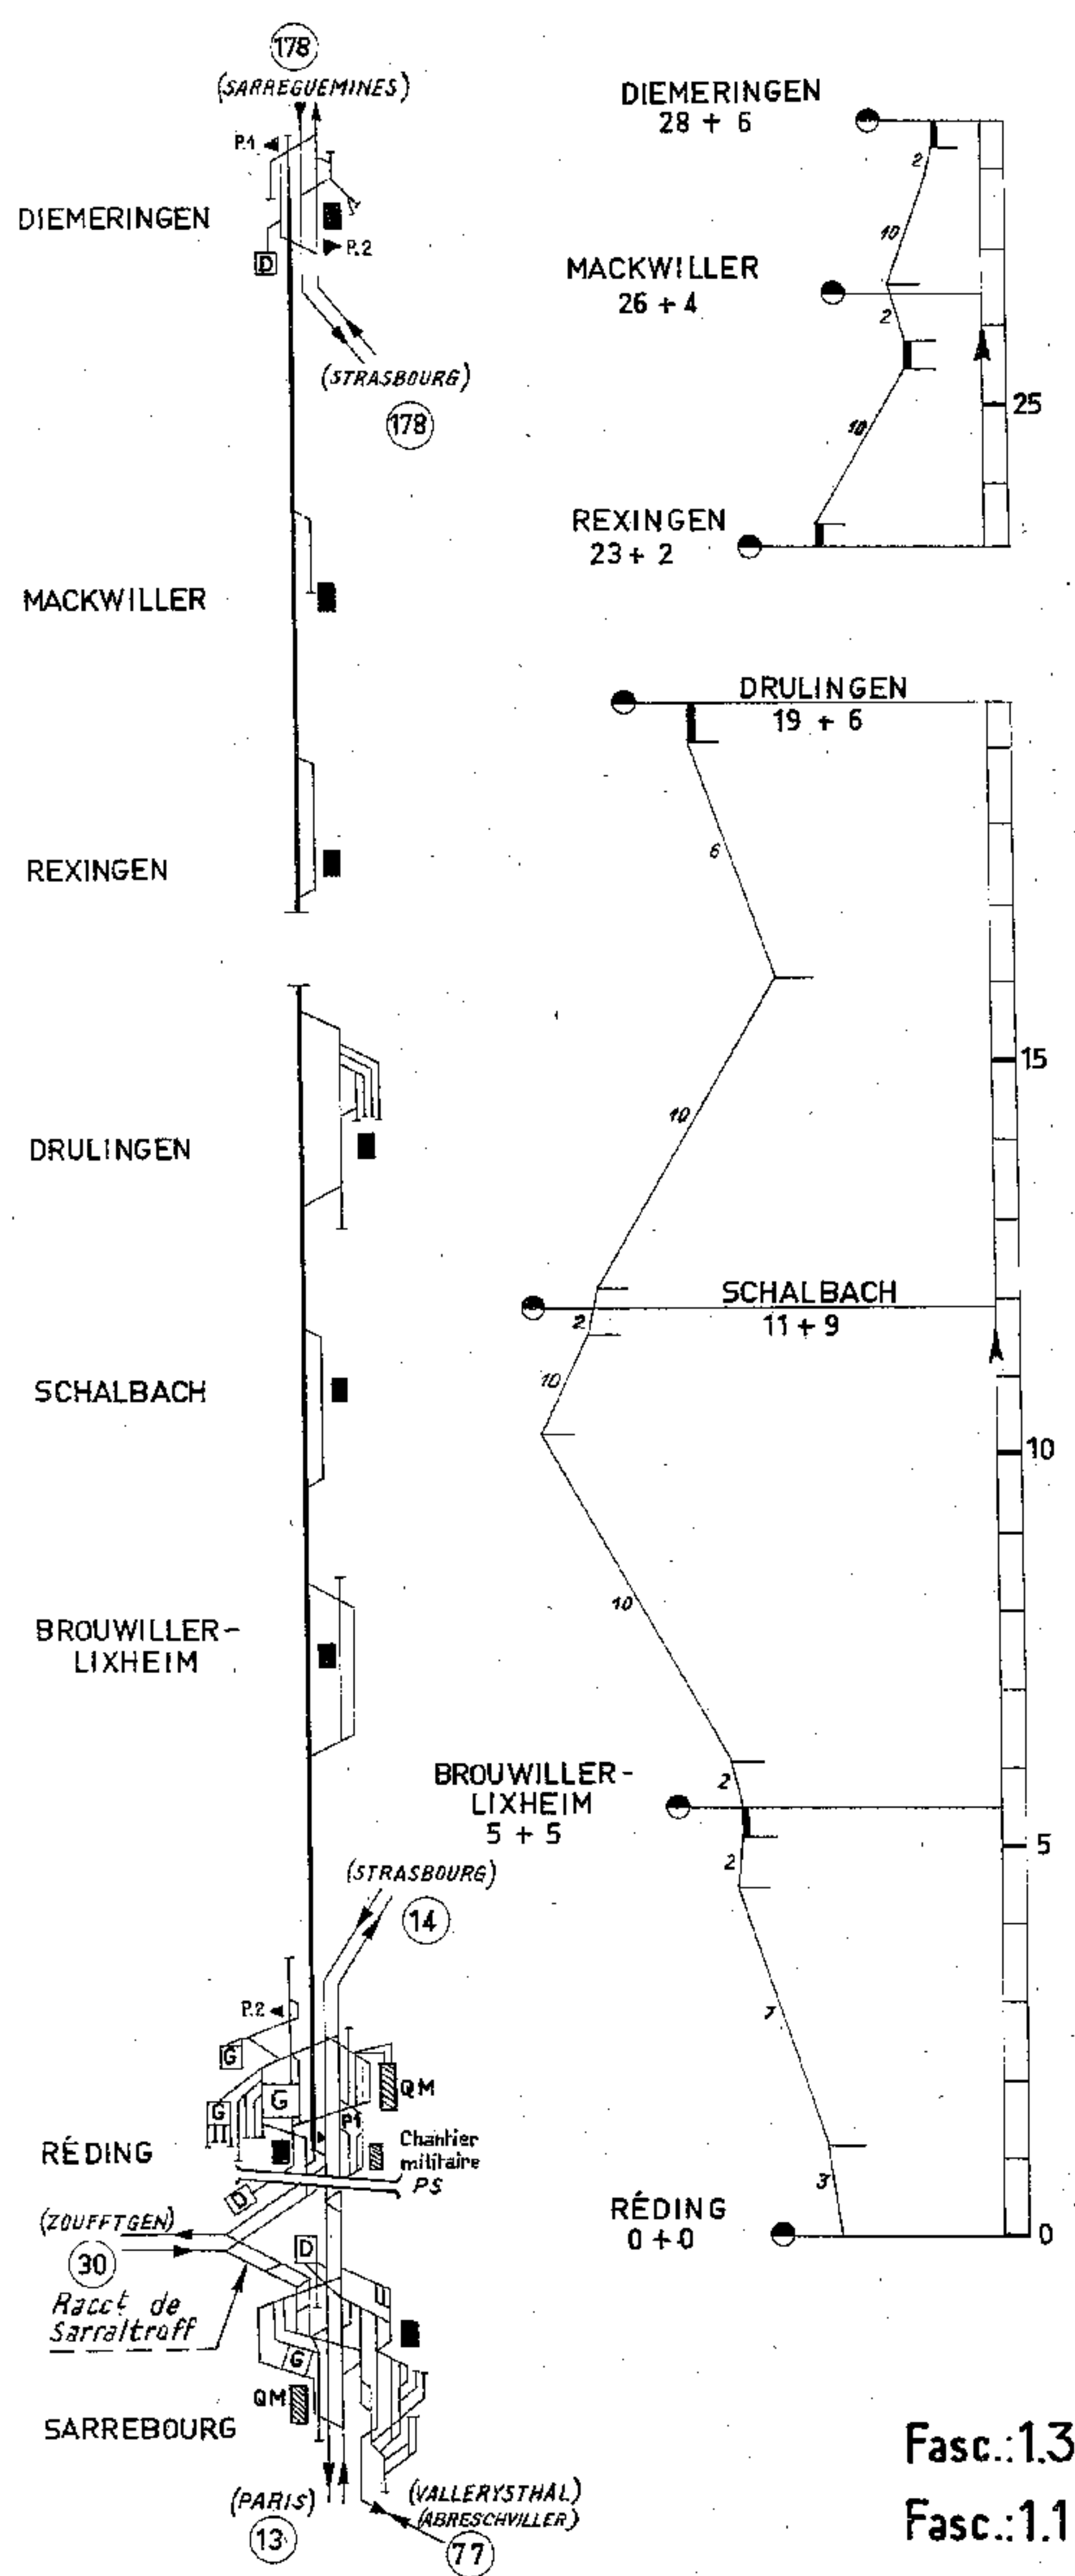 178
(SARREGUEMINES)
P.1
DIEMERINGEN
P.2
D
(STRASBOURG)
178
MACKWILLER
REXINGEN
DRULINGEN
SCHALBACH
BROUWILLER-
LIXHEIM
(STRASBOURG)
14
P.2
G
G
G
QM
P1
RÉDING
Chantier
militaire
PS
D
(ZOUFFTGEN)
30
D
Racct de
Sarraltroff
G
QM
SARREBOURG
(PARIS)
13
(VALLERYSTHAL)
(ABRESCHVILLER)
77
DIEMERINGEN
28 + 6
2
10
MACKWILLER
26 + 4
2
25
10
REXINGEN
23 + 2
DRULINGEN
19 + 6
6
15
10
SCHALBACH
11 + 9
2
10
10
10
2
BROUWILLER-
LIXHEIM
5 + 5
5
2
7
3
RÉDING
0 + 0
0
Fasc.:1.3
Fasc.:1.1